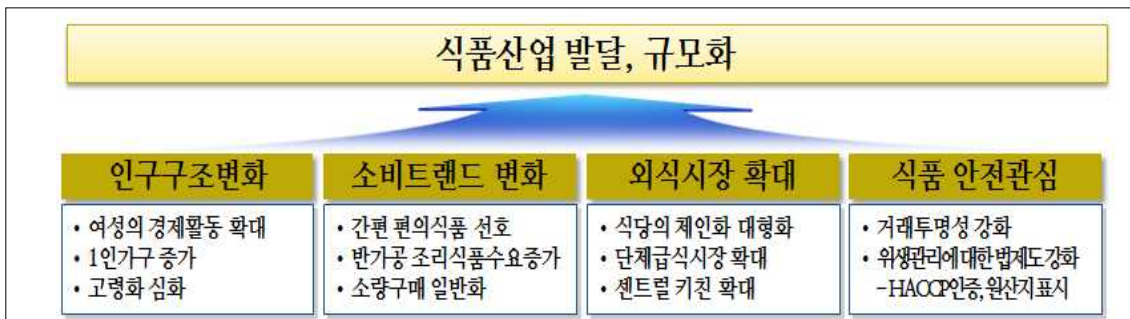 식품산업 발달, 규모화
인구구조변화
• 여성의 경제활동 확대
• 1인가구 증가
• 고령화 심화
소비트랜드 변화
• 간편 편의식품 선호
• 반가공 조리식품수요증가
• 소량구매 일반화
외식시장 확대
• 식당의 체인화 대형화
• 단체급식시장 확대
• 센트럴 키친 확대
식품 안전관심
• 거래투명성 강화
• 위생관리에대한법제도강화
-HACCP인증,원산지표시